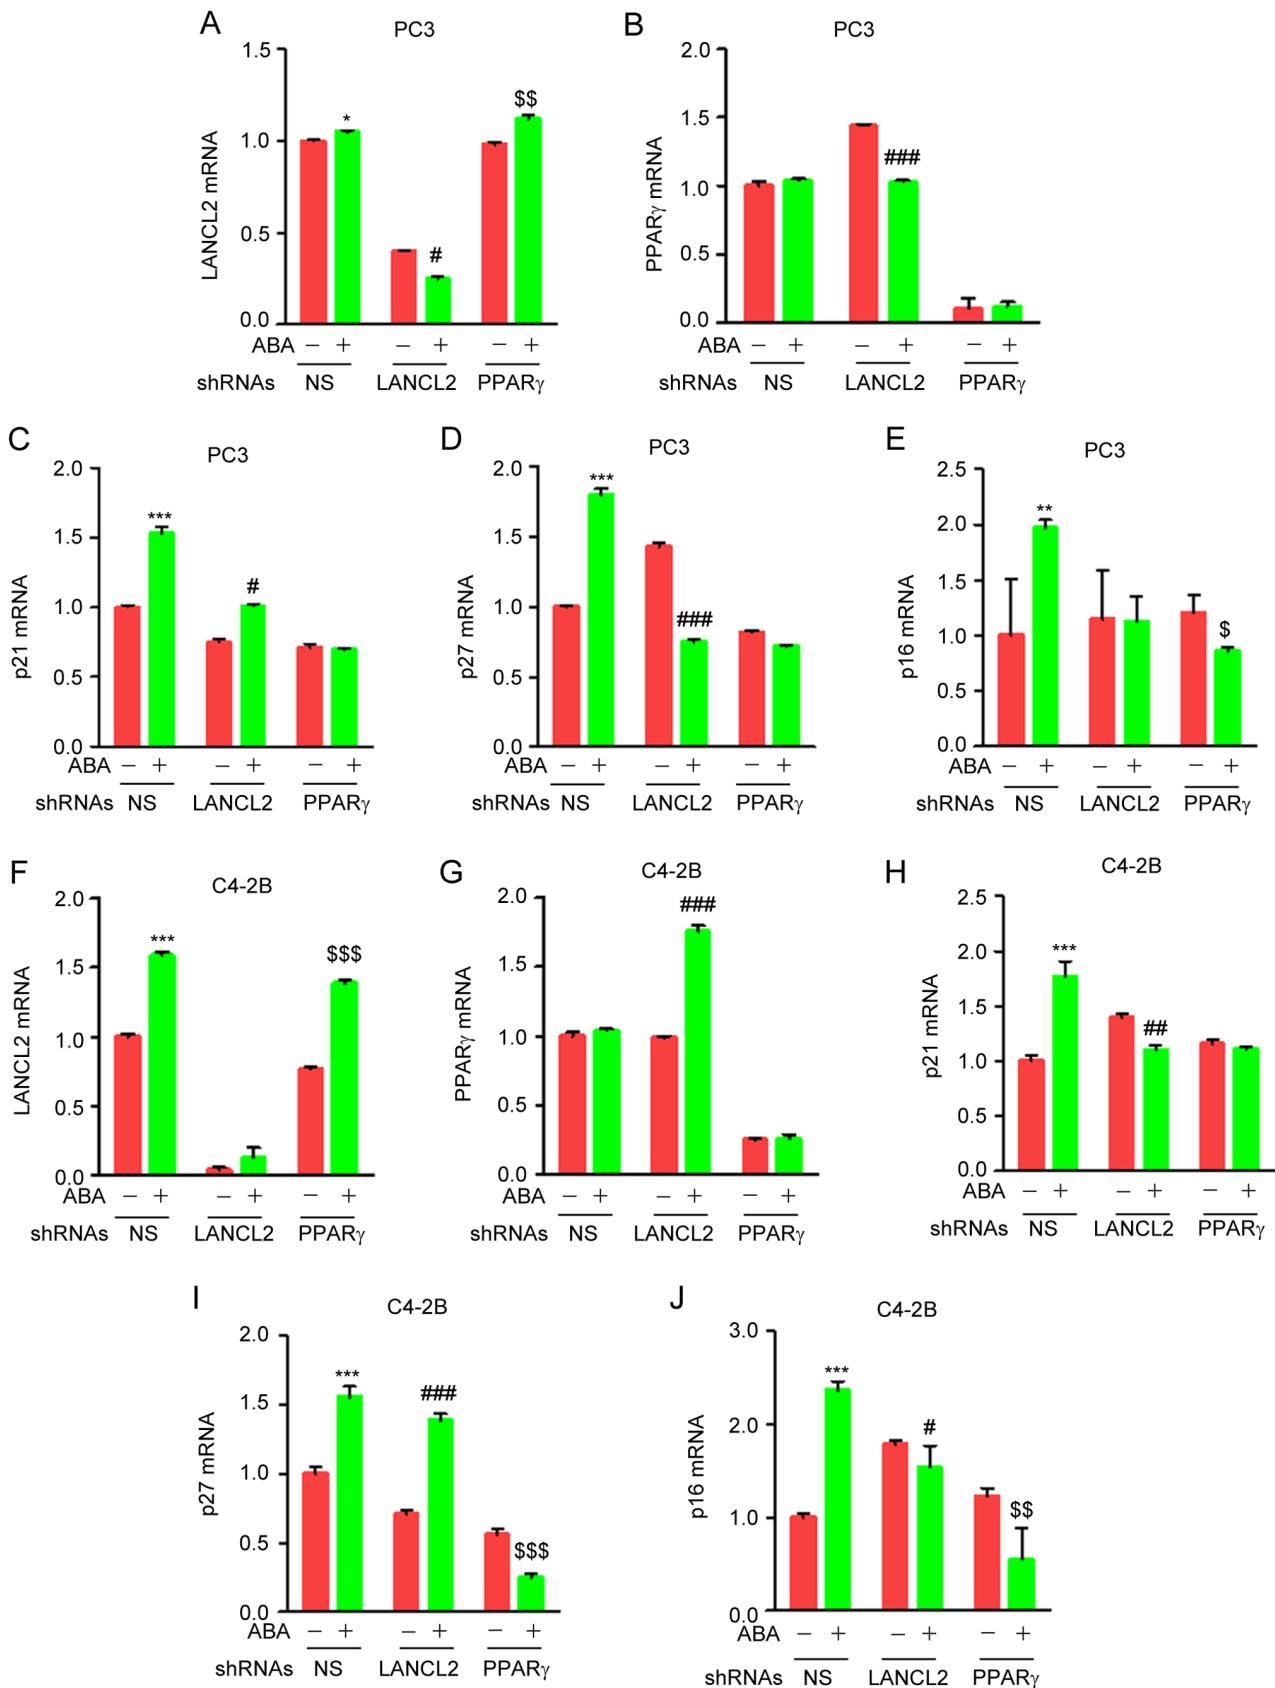 A
PC3
LANCL2 mRNA
1.5
1.0
0.5
0.0
*
#
$$
ABA − + − + − +
shRNAs NS LANCL2 PPARγ
B
PC3
PPARγ mRNA
2.0
1.5
1.0
0.5
0.0
###
ABA − + − + − +
shRNAs NS LANCL2 PPARγ
C
PC3
p21 mRNA
2.0
1.5
1.0
0.5
0.0
***
#
ABA − + − + − +
shRNAs NS LANCL2 PPARγ
D
PC3
p27 mRNA
2.0
1.5
1.0
0.5
0.0
***
###
ABA − + − + − +
shRNAs NS LANCL2 PPARγ
E
PC3
p16 mRNA
2.5
2.0
1.5
1.0
0.5
0.0
**
$
ABA − + − + − +
shRNAs NS LANCL2 PPARγ
F
C4-2B
LANCL2 mRNA
2.0
1.5
1.0
0.5
0.0
***
$$$
ABA − + − + − +
shRNAs NS LANCL2 PPARγ
G
C4-2B
PPARγ mRNA
2.0
1.5
1.0
0.5
0.0
###
ABA − + − + − +
shRNAs NS LANCL2 PPARγ
H
C4-2B
p21 mRNA
2.5
2.0
1.5
1.0
0.5
0.0
***
##
ABA − + − + − +
shRNAs NS LANCL2 PPARγ
I
C4-2B
p27 mRNA
2.0
1.5
1.0
0.5
0.0
***
###
$$$
ABA − + − + − +
shRNAs NS LANCL2 PPARγ
J
C4-2B
p16 mRNA
3.0
2.0
1.0
0.0
***
#
$$
ABA − + − + − +
shRNAs NS LANCL2 PPARγ